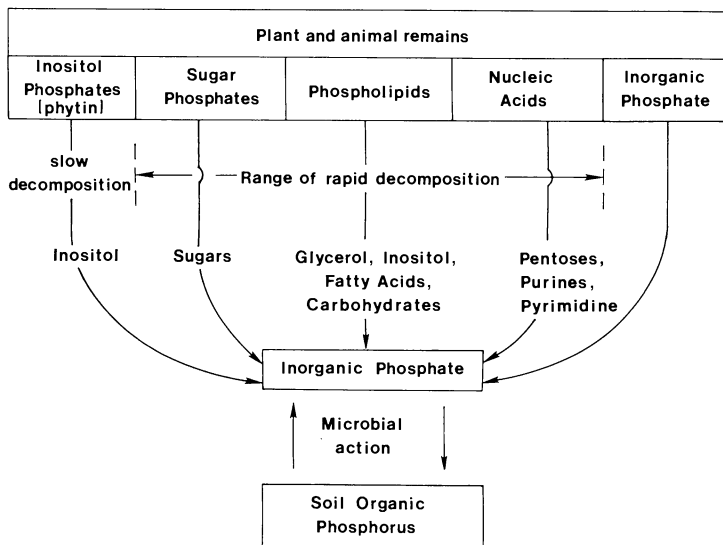 Plant and animal remains
Inositol
Phosphates
[phytin]
Sugar
Phosphates
Phospholipids
Nucleic
Acids
Inorganic
Phosphate
slow
decomposition
Range of rapid decomposition
Inositol
Sugars
Glycerol, Inositol,
Fatty Acids,
Carbohydrates
Pentoses,
Purines,
Pyrimidine
Inorganic Phosphate
Microbial
action
Soil Organic
Phosphorus